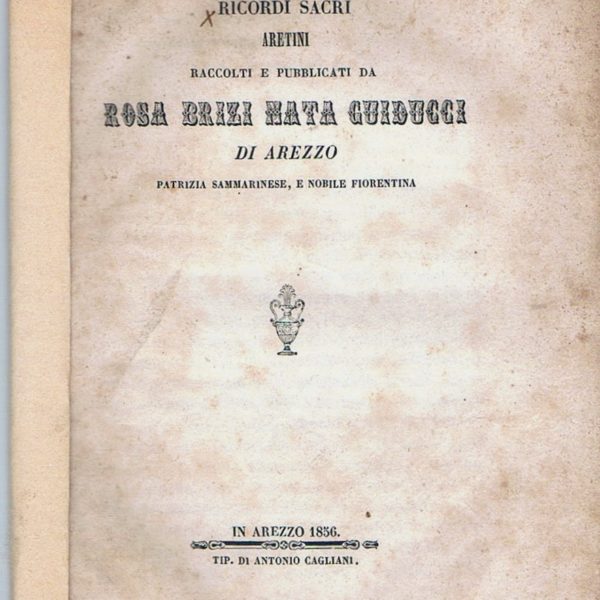 RICORDI SACRI
ARETINI
RACCOLTI E PUBBLICATI DA
ROSA BRIZI NATA GUIDUCCI
DI AREZZO
PATRIZIA SAMMARINESE, E NOBILE FIORENTINA
IN AREZZO 1856.
TIP. DI ANTONIO CAGLIANI.